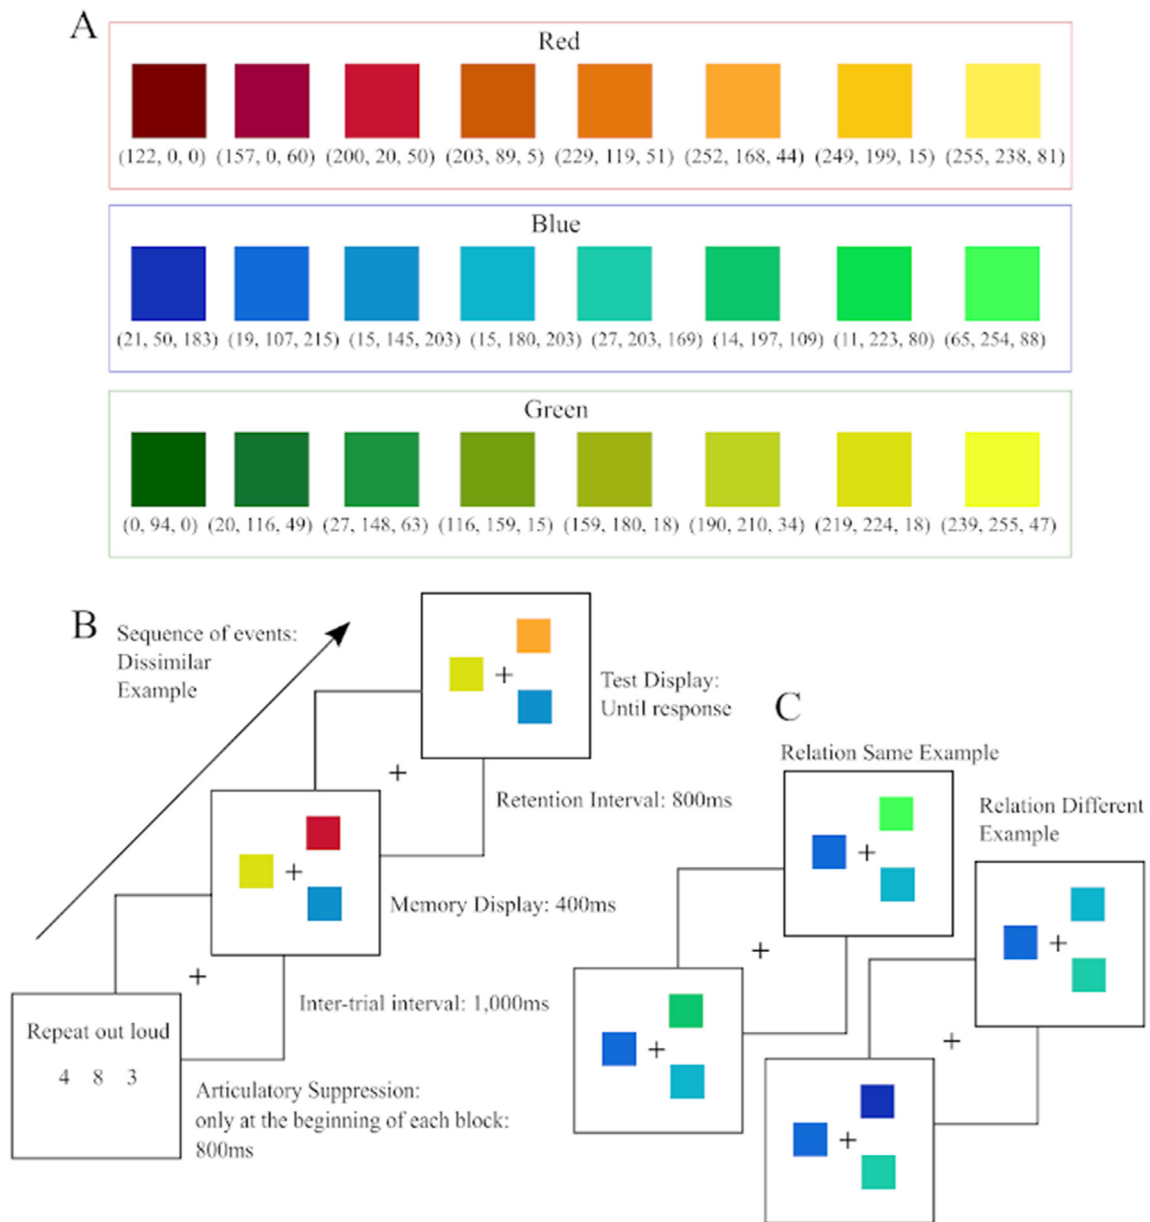 A
Red
(122, 0, 0) (157, 0, 60) (200, 20, 50) (203, 89, 5) (229, 119, 51) (252, 168, 44) (249, 199, 15) (255, 238, 81)
Blue
(21, 50, 183) (19, 107, 215) (15, 145, 203) (15, 180, 203) (27, 203, 169) (14, 197, 109) (11, 223, 80) (65, 254, 88)
Green
(0, 94, 0) (20, 116, 49) (27, 148, 63) (116, 159, 15) (159, 180, 18) (190, 210, 34) (219, 224, 18) (239, 255, 47)
B
Sequence of events:
Dissimilar
Example
Test Display:
Until response
Retention Interval: 800ms
Memory Display: 400ms
Inter-trial interval: 1,000ms
Repeat out loud
4 8 3
Articulatory Suppression:
only at the beginning of each block:
800ms
C
Relation Same Example
Relation Different
Example